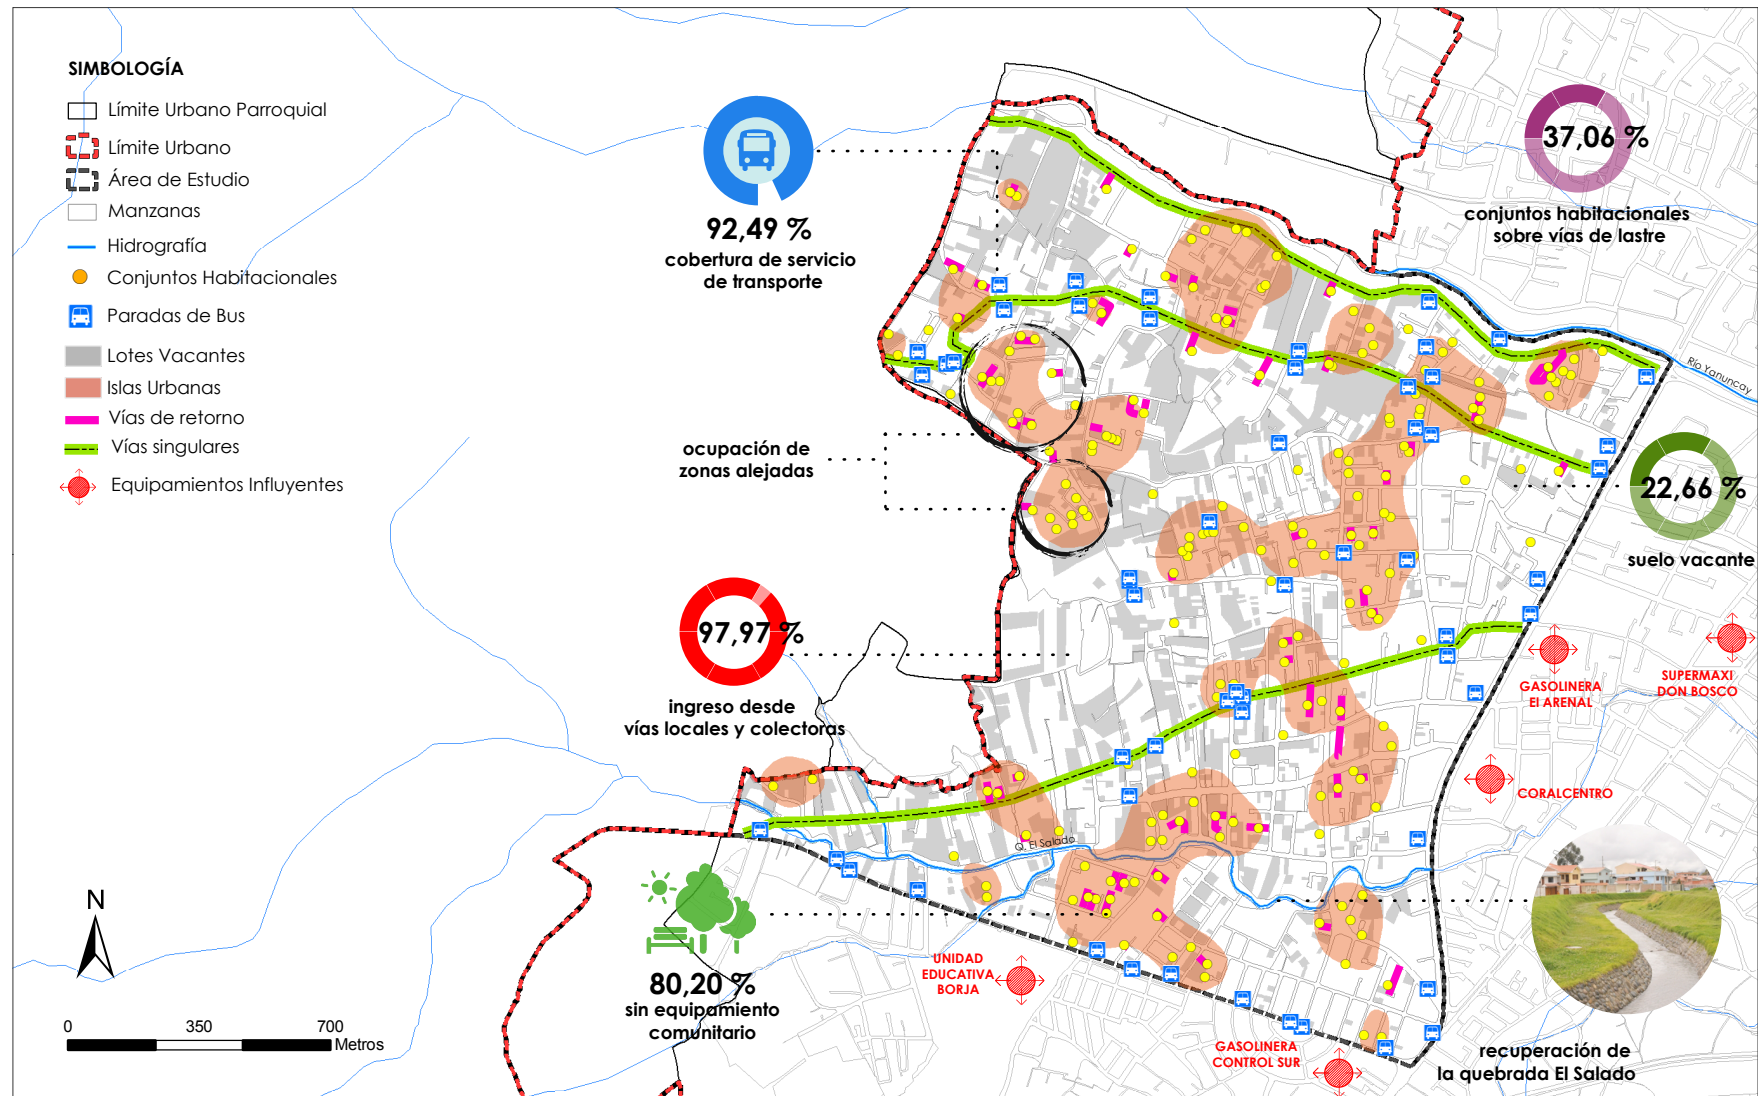 SIMBOLOGÍA
Límite Urbano Parroquial
Límite Urbano
Área de Estudio
Manzanas
Hidrografía
Conjuntos Habitacionales
Paradas de Bus
Lotes Vacantes
Islas Urbanas
Vías de retorno
Vías singulares
Equipamientos Influyentes
92,49 %
cobertura de servicio
de transporte
37,06 %
conjuntos habitacionales
sobre vías de lastre
Río Yanuncay
ocupación de
zonas alejadas
22,66 %
suelo vacante
97,97 %
ingreso desde
vías locales y colectoras
GASOLINERA
El ARENAL
SUPERMAXI
DON BOSCO
CORALCENTRO
Q. El Salado
80,20 %
sin equipamiento
comunitario
UNIDAD
EDUCATIVA
BORJA
GASOLINERA
CONTROL SUR
recuperación de
la quebrada El Salado
N
0 350 700
Metros